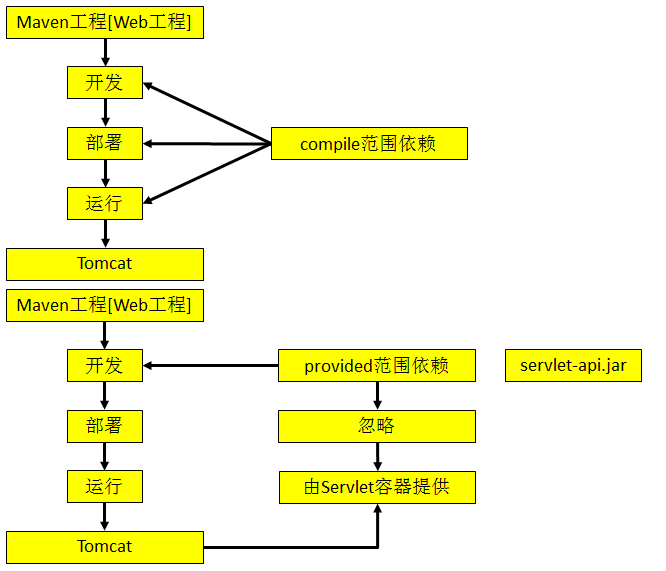 Maven工程[Web工程]
开发
部署
compile范围依赖
运行
Tomcat
Maven工程[Web工程]
开发
provided范围依赖
servlet-api.jar
部署
忽略
运行
由Servlet容器提供
Tomcat